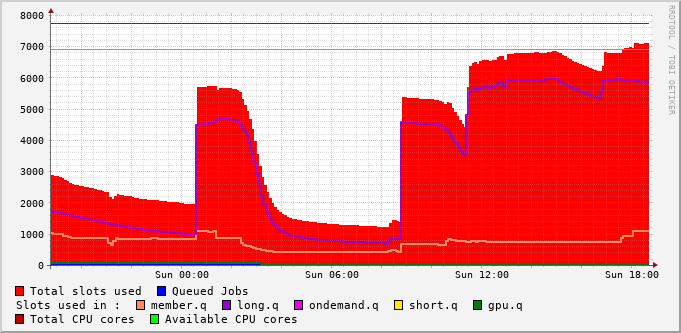 8000
7000
6000
5000
4000
3000
2000
1000
0
Sun 00:00 Sun 06:00 Sun 12:00 Sun 18:00
RRDTOOL / TOBI OETIKER
Total slots used Queued Jobs
Slots used in : member.q long.q ondemand.q short.q gpu.q
Total CPU cores Available CPU cores